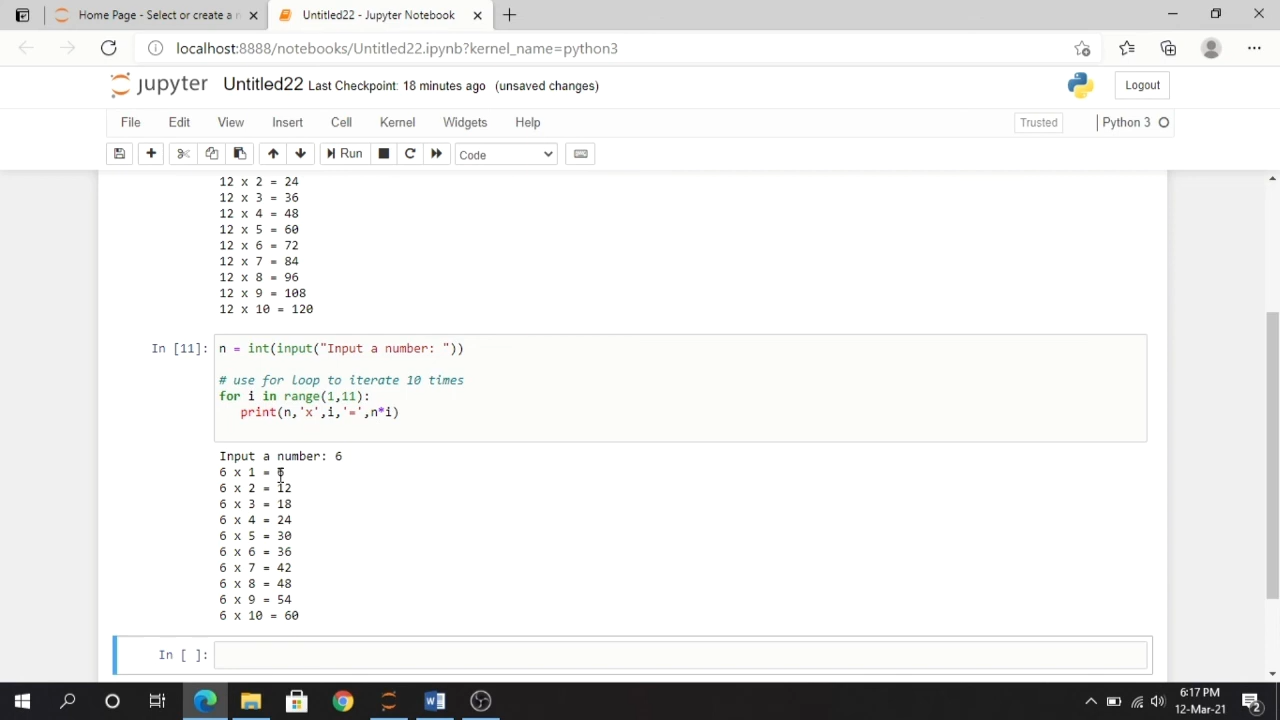 Home Page - Select or create a n
Untitled22 - Jupyter Notebook
localhost:8888/notebooks/Untitled22.ipynb?kernel_name=python3
jupyter Untitled22 Last Checkpoint: 18 minutes ago (unsaved changes)
Logout
File Edit View Insert Cell Kernel Widgets Help
Trusted
Python 3
Run
Code
12 x 2 = 24
12 x 3 = 36
12 x 4 = 48
12 x 5 = 60
12 x 6 = 72
12 x 7 = 84
12 x 8 = 96
12 x 9 = 108
12 x 10 = 120
In [11]: n = int(input("Input a number: "))
# use for loop to iterate 10 times
for i in range(1,11):
print(n,'x',i,'=',n*i)
Input a number: 6
6 x 1 = 6
6 x 2 = 12
6 x 3 = 18
6 x 4 = 24
6 x 5 = 30
6 x 6 = 36
6 x 7 = 42
6 x 8 = 48
6 x 9 = 54
6 x 10 = 60
In [ ]:
6:17 PM
12-Mar-21
2